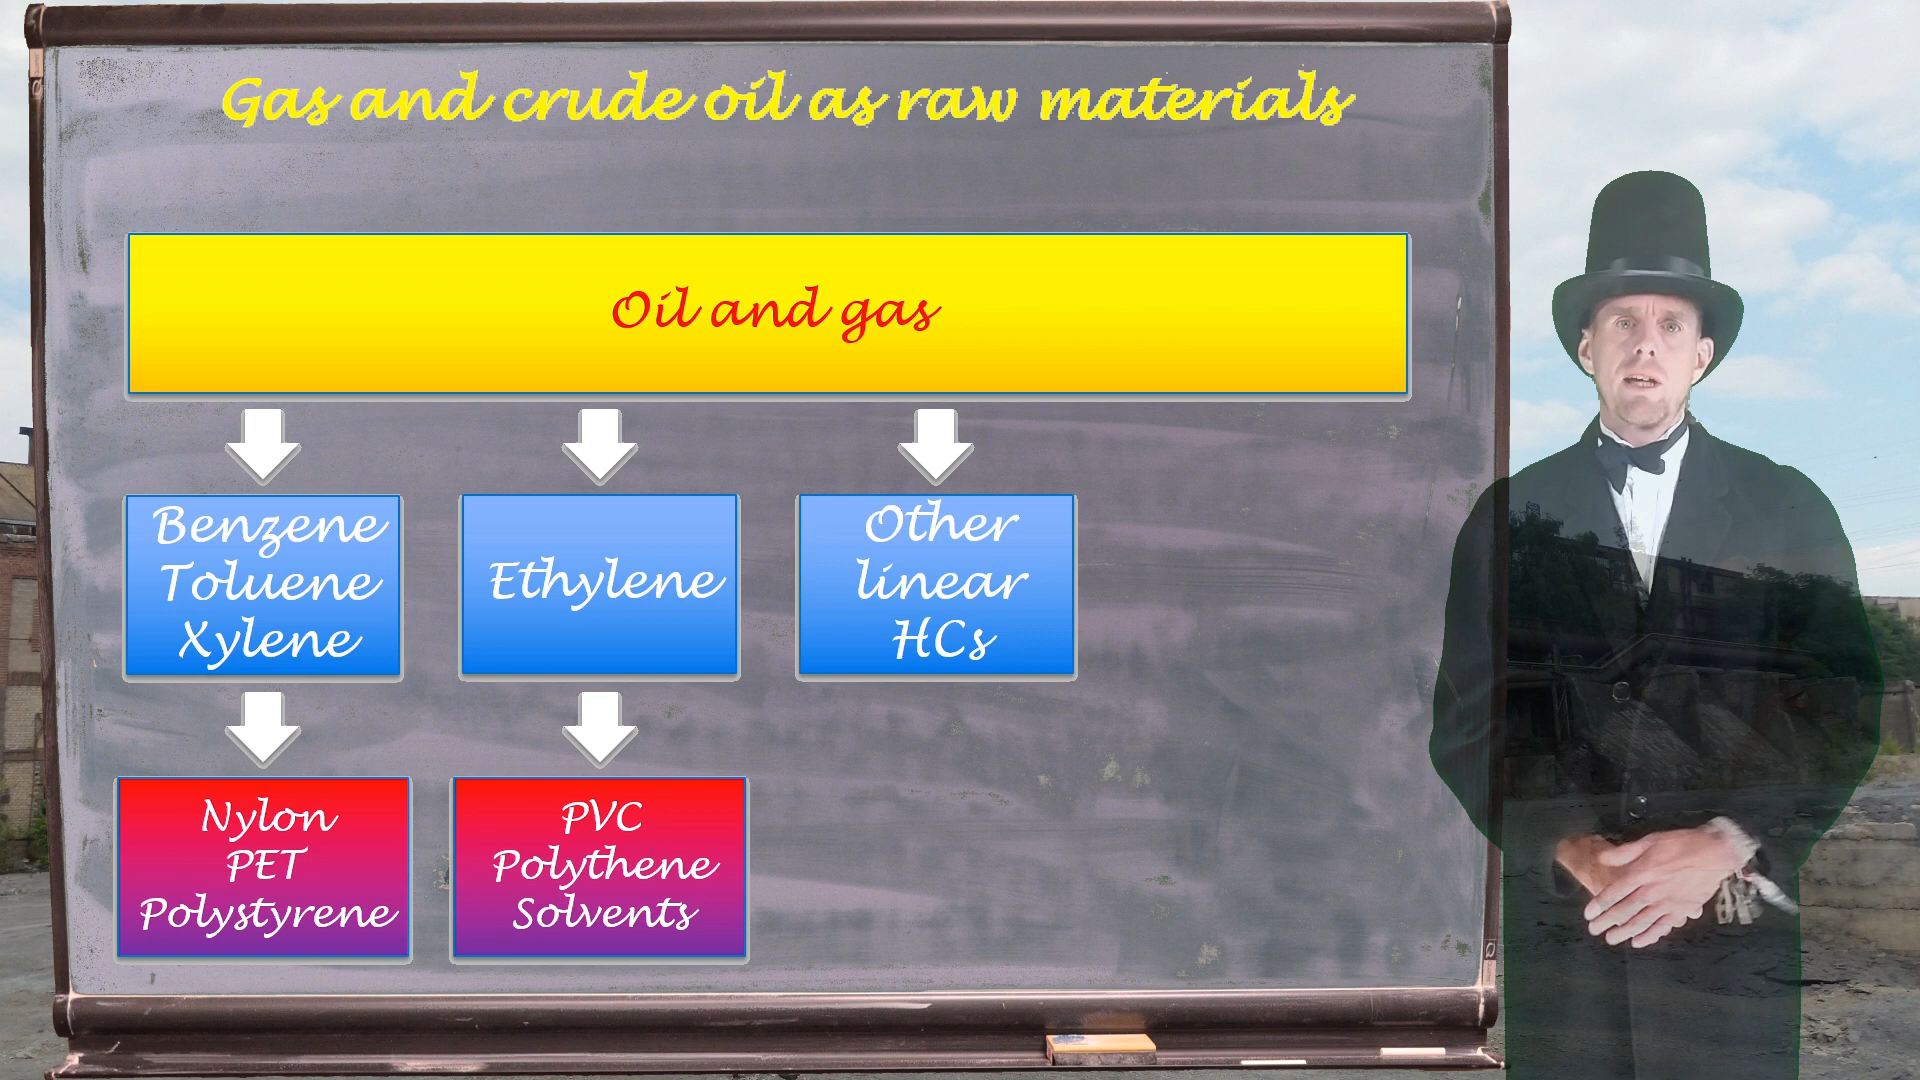 Gas and crude oil as raw materials
Oil and gas
Benzene
Toluene
Xylene
Ethylene
Other
linear
HCs
Nylon
PET
Polystyrene
PVC
Polythene
Solvents